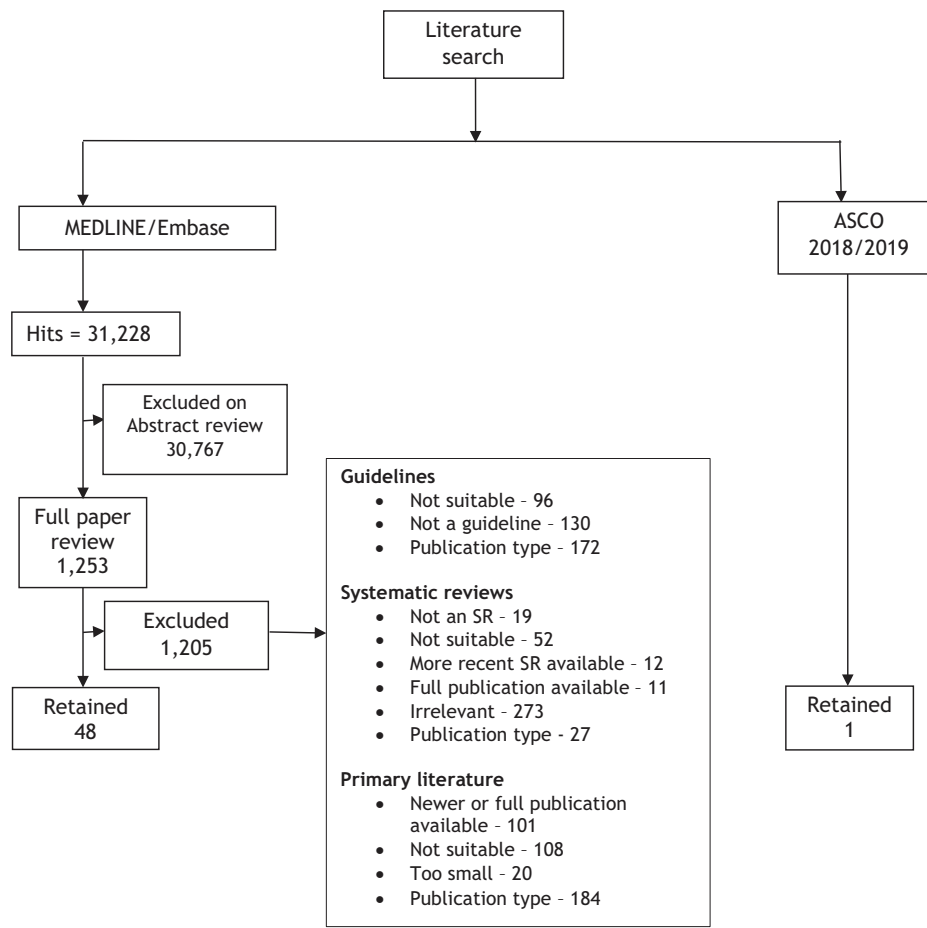 Literature
search
MEDLINE/Embase
ASCO
2018/2019
Hits = 31,228
Excluded on
Abstract review
30,767
Full paper
review
1,253
Excluded
1,205
Retained
48
Guidelines
• Not suitable – 96
• Not a guideline – 130
• Publication type – 172
Systematic reviews
• Not an SR – 19
• Not suitable – 52
• More recent SR available – 12
• Full publication available – 11
• Irrelevant – 273
• Publication type - 27
Primary literature
• Newer or full publication
available – 101
• Not suitable – 108
• Too small – 20
• Publication type – 184
Retained
1